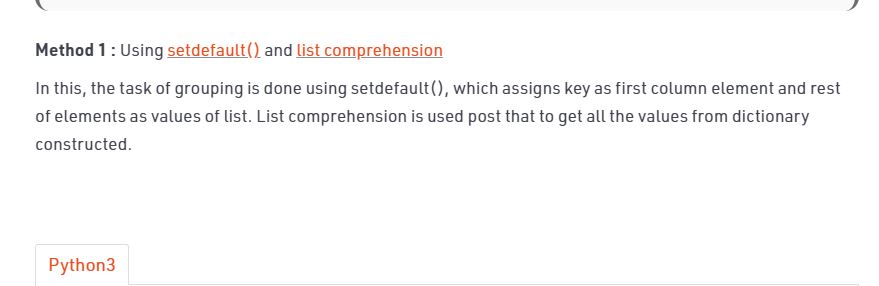 Method 1 : Using setdefault() and list comprehension
In this, the task of grouping is done using setdefault(), which assigns key as first column element and rest
of elements as values of list. List comprehension is used post that to get all the values from dictionary
constructed.
Python3